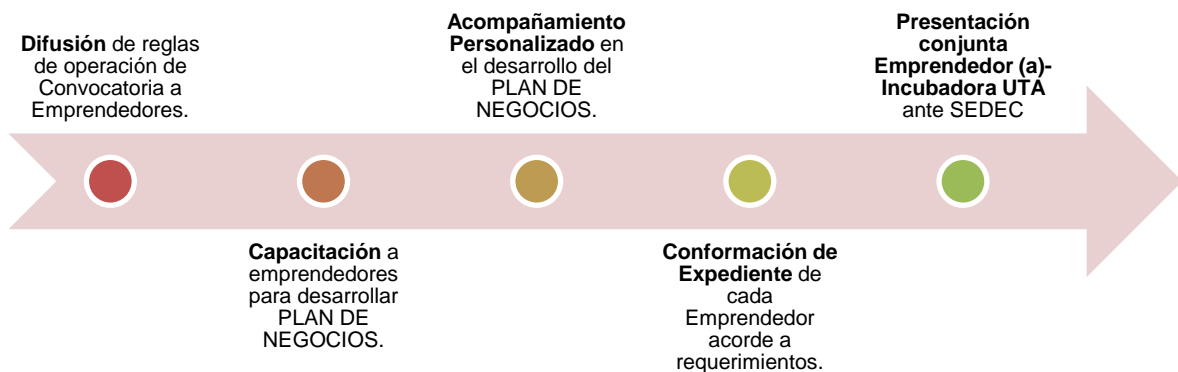 Difusión de reglas
de operación de
Convocatoria a
Emprendedores.
Capacitación a
emprendedores
para desarrollar
PLAN DE
NEGOCIOS.
Acompañamiento
Personalizado en
el desarrollo del
PLAN DE
NEGOCIOS.
Conformación de
Expediente de
cada
Emprendedor
acorde a
requerimientos.
Presentación
conjunta
Emprendedor (a)-
Incubadora UTA
ante SEDEC